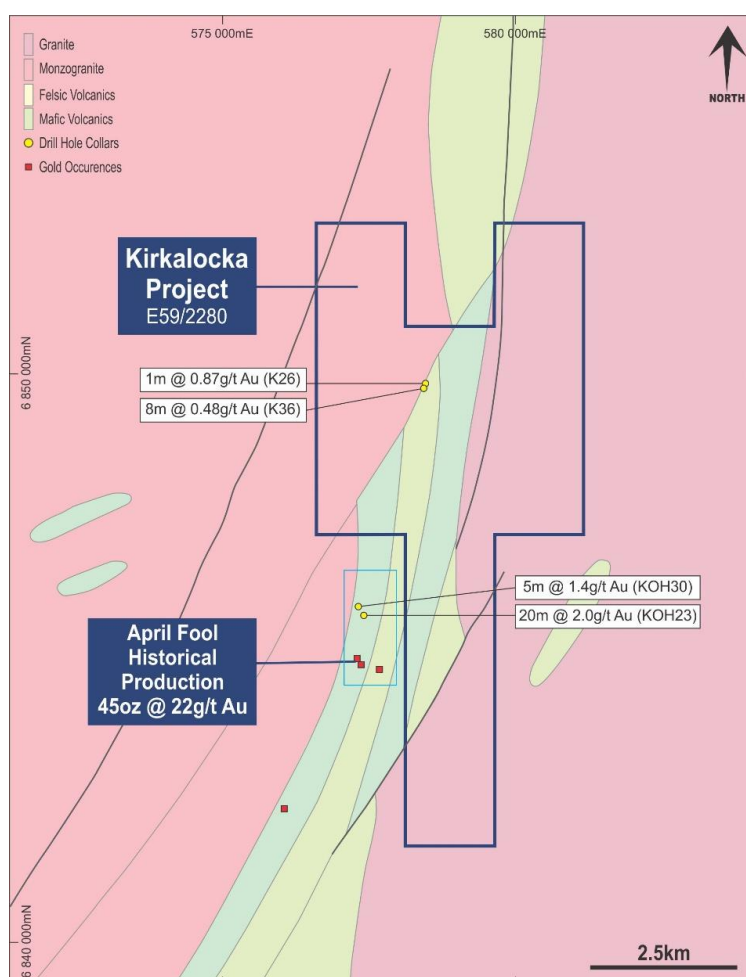 575 000mE
580 000mE
Granite
Monzogranite
Felsic Volcanics
Mafic Volcanics
Drill Hole Collars
Gold Occurences
NORTH
Kirkalocka
Project
E59/2280
6 850 000mN
1m @ 0.87g/t Au (K26)
8m @ 0.48g/t Au (K36)
5m @ 1.4g/t Au (KOH30)
20m @ 2.0g/t Au (KOH23)
April Fool
Historical
Production
45oz @ 22g/t Au
6 840 000mN
2.5km